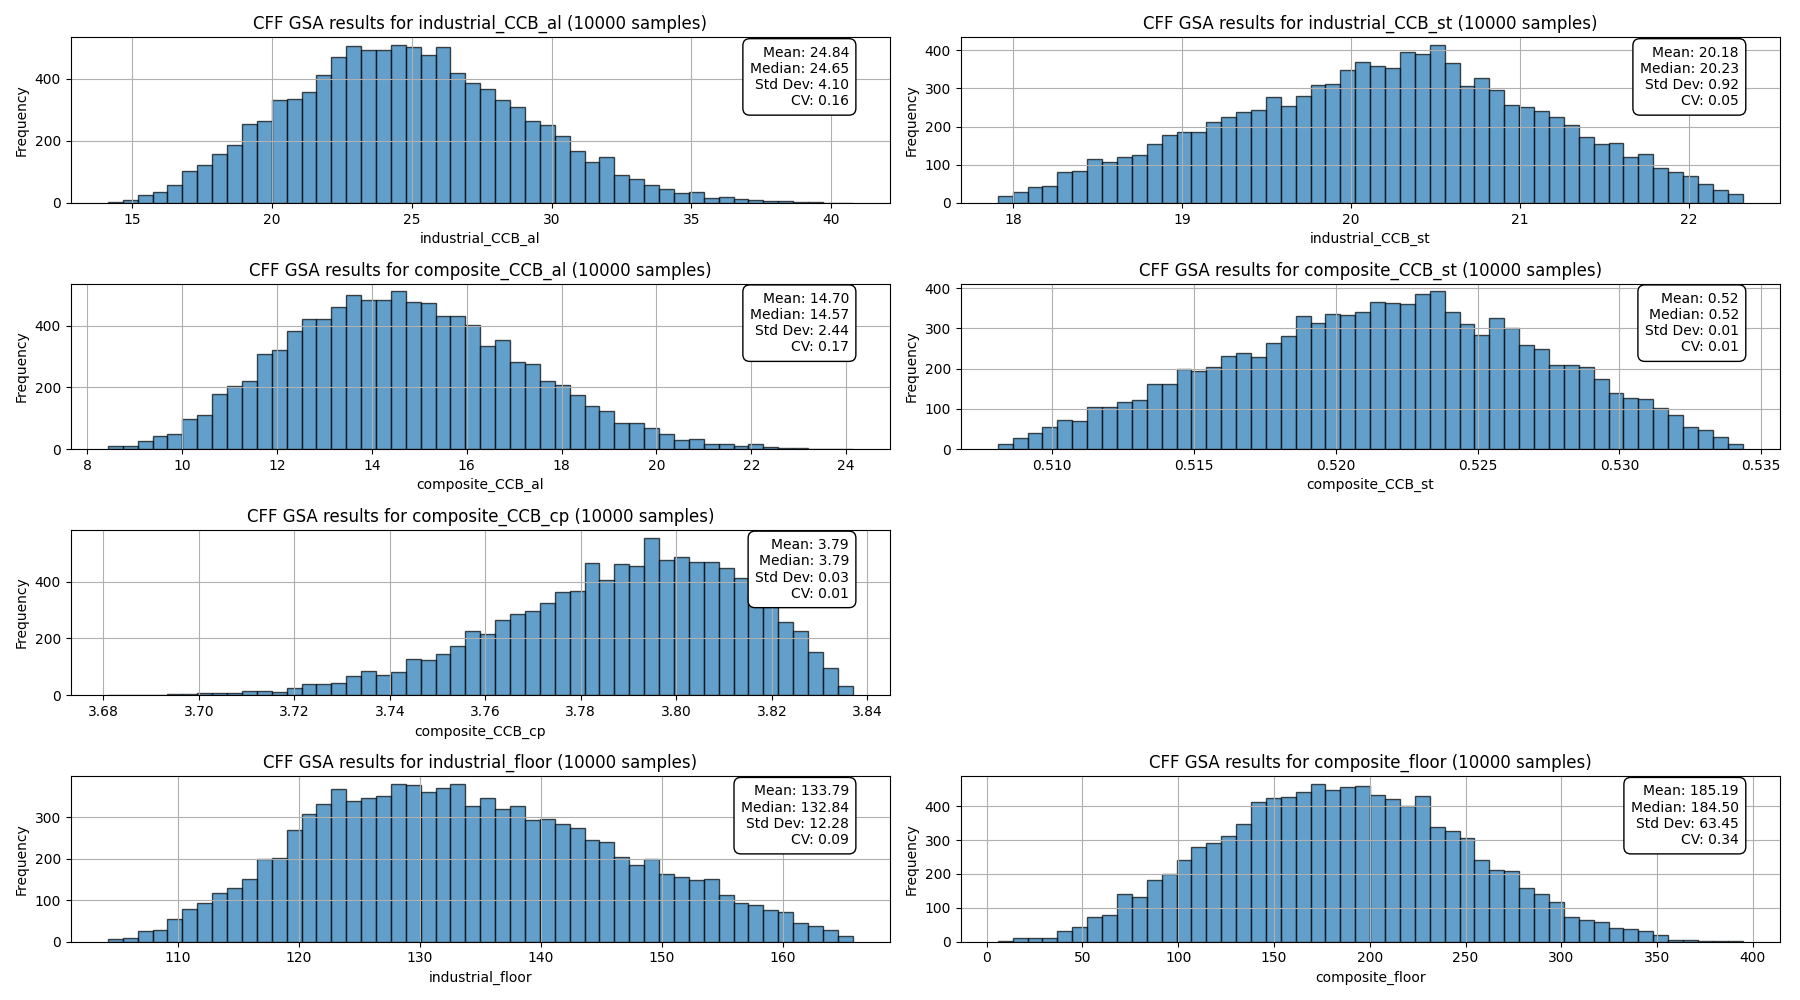 CFF GSA results for industrial_CCB_al (10000 samples)
Mean: 24.84
Median: 24.65
Std Dev: 4.10
CV: 0.16
Frequency
400
200
0
15 20 25 30 35 40
industrial_CCB_al
CFF GSA results for industrial_CCB_st (10000 samples)
Mean: 20.18
Median: 20.23
Std Dev: 0.92
CV: 0.05
Frequency
400
300
200
100
0
18 19 20 21 22
industrial_CCB_st
CFF GSA results for composite_CCB_al (10000 samples)
Mean: 14.70
Median: 14.57
Std Dev: 2.44
CV: 0.17
Frequency
400
200
0
8 10 12 14 16 18 20 22 24
composite_CCB_al
CFF GSA results for composite_CCB_st (10000 samples)
Mean: 0.52
Median: 0.52
Std Dev: 0.01
CV: 0.01
Frequency
400
300
200
100
0
0.510 0.515 0.520 0.525 0.530 0.535
composite_CCB_st
CFF GSA results for composite_CCB_cp (10000 samples)
Mean: 3.79
Median: 3.79
Std Dev: 0.03
CV: 0.01
Frequency
400
200
0
3.68 3.70 3.72 3.74 3.76 3.78 3.80 3.82 3.84
composite_CCB_cp
CFF GSA results for industrial_floor (10000 samples)
Mean: 133.79
Median: 132.84
Std Dev: 12.28
CV: 0.09
Frequency
300
200
100
0
110 120 130 140 150 160
industrial_floor
CFF GSA results for composite_floor (10000 samples)
Mean: 185.19
Median: 184.50
Std Dev: 63.45
CV: 0.34
Frequency
400
300
200
100
0
0 50 100 150 200 250 300 350 400
composite_floor